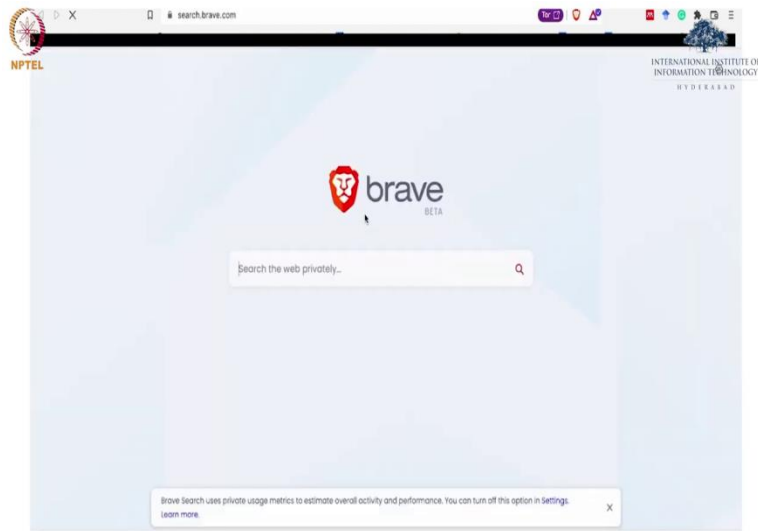 search.brave.com
Tor
NPTEL
INTERNATIONAL INSTITUTE OF
INFORMATION TECHNOLOGY
HYDERABAD
brave
BETA
Search the web privately...
Brave Search uses private usage metrics to estimate overall activity and performance. You can turn off this option in Settings.
Learn more.